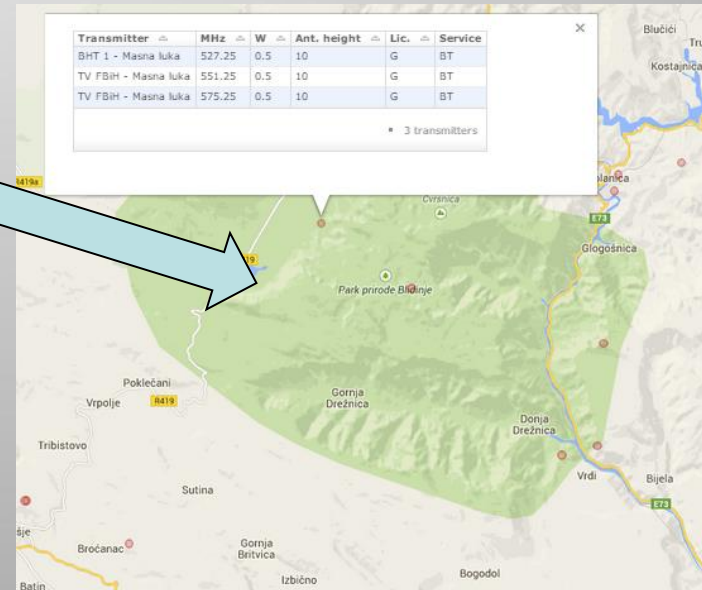 Transmitter MHz W Ant. height Lic. Service
BHT 1 - Masna luka 527.25 0.5 10 G BT
TV FBiH - Masna luka 551.25 0.5 10 G BT
TV FBiH - Masna luka 575.25 0.5 10 G BT
3 transmitters
Blučići
Kostajnica
R419a
Čvrsnica
E73
Glogošnica
19
Park prirode Blidinje
Poklečani
Vrpolje
R419
Gornja
Drežnica
Donja
Drežnica
Tribistovo
Vrdi
Bijela
Sutina
E73
Broćanac
Gornja
Britvica
Izbično
Bogodol
Batin